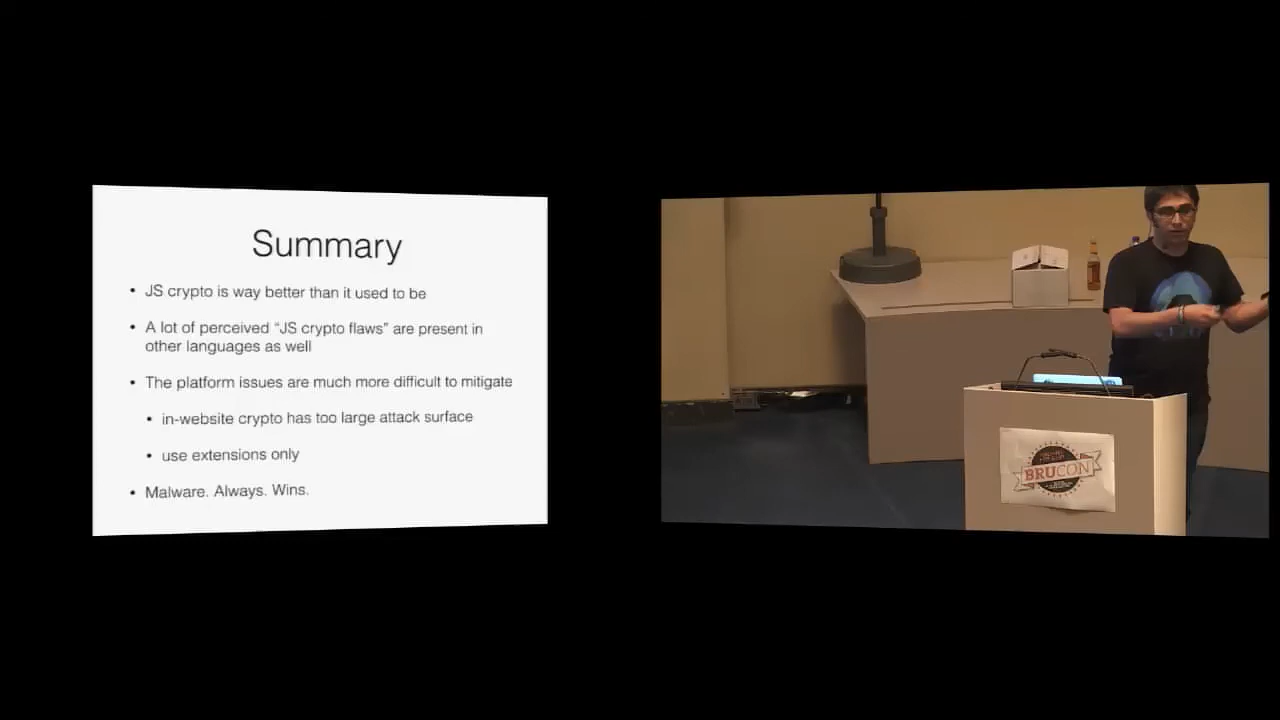 Summary
• JS crypto is way better than it used to be
• A lot of perceived “JS crypto flaws” are present in
other languages as well
• The platform issues are much more difficult to mitigate
• in-website crypto has too large attack surface
• use extensions only
• Malware. Always. Wins.
BRUCON